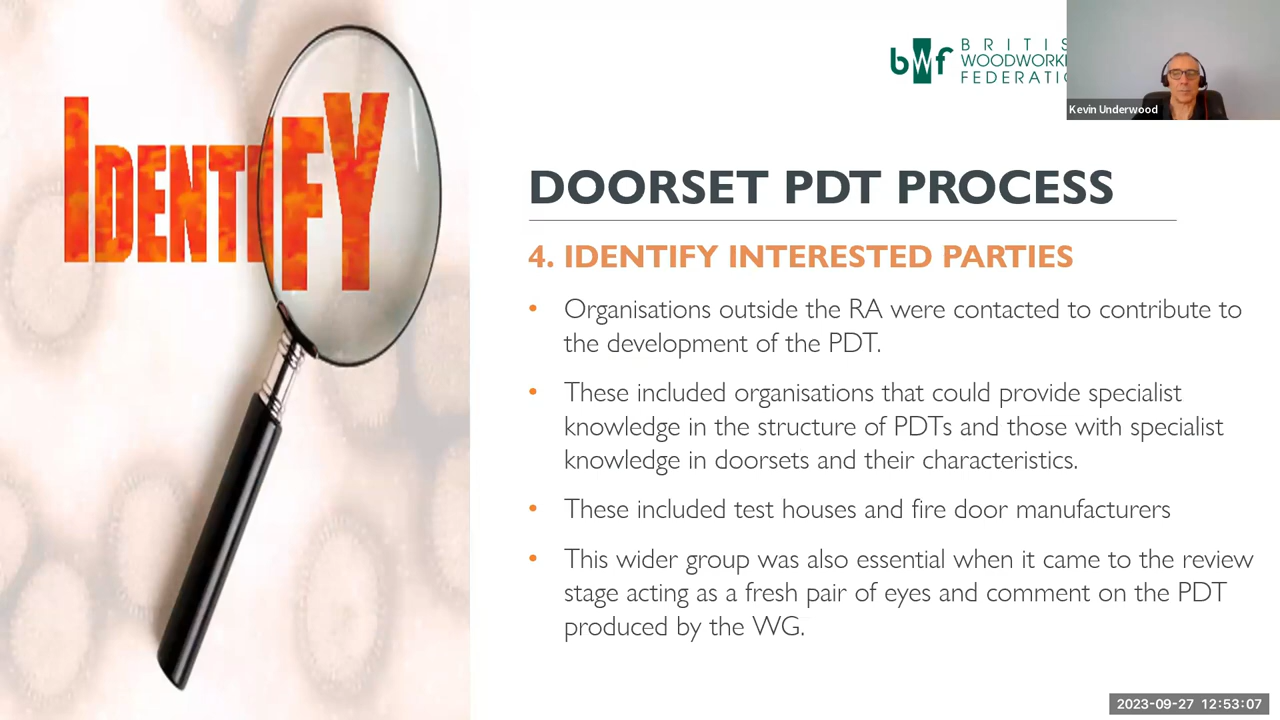 IDENTIFY
bwf BRITIS
WOODWORKI
FEDERATIO
Kevin Underwood
DOORSET PDT PROCESS
4. IDENTIFY INTERESTED PARTIES
• Organisations outside the RA were contacted to contribute to
the development of the PDT.
• These included organisations that could provide specialist
knowledge in the structure of PDTs and those with specialist
knowledge in doorsets and their characteristics.
• These included test houses and fire door manufacturers
• This wider group was also essential when it came to the review
stage acting as a fresh pair of eyes and comment on the PDT
produced by the WG.
2023-09-27 12:53:07